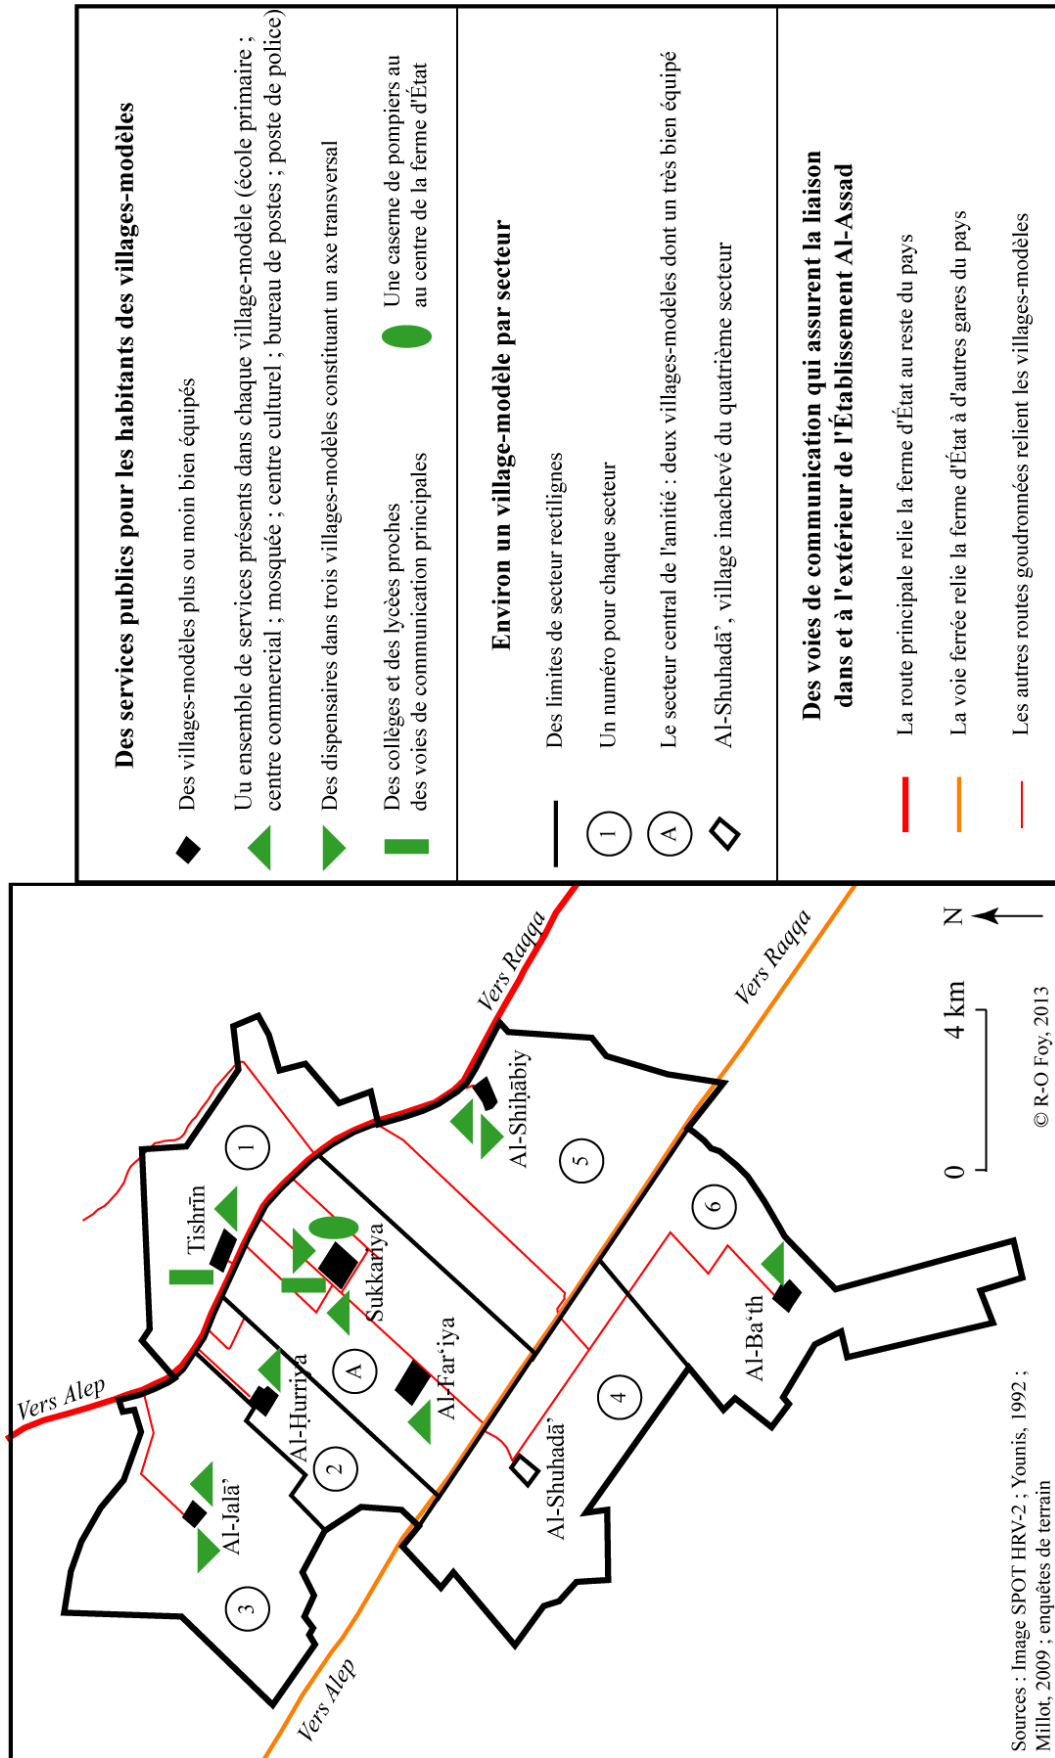 Vers Alep
Vers Alep
Vers Raqqa
Vers Raqqa
Al-Jalā’
3
Al-Ḥurriya
2
Tishrīn
1
Sukkariya
A
Al-Far‘iya
Al-Shihābiy
5
Al-Shuhadā’
4
Al-Ba‘th
6
N
0 4 km
Sources : Image SPOT HRV-2 ; Younis, 1992 ;
Millot, 2009 ; enquêtes de terrain
© R-O Foy, 2013
Des services publics pour les habitants des villages-modèles
Des villages-modèles plus ou moin bien équipés
Uu ensemble de services présents dans chaque village-modèle (école primaire ;
centre commercial ; mosquée ; centre culturel ; bureau de postes ; poste de police)
Des dispensaires dans trois villages-modèles constituant un axe transversal
Des collèges et des lycées proches
des voies de communication principales
Une caserne de pompiers au
au centre de la ferme d'État
Environ un village-modèle par secteur
Des limites de secteur rectilignes
1 Un numéro pour chaque secteur
A Le secteur central de l'amitié : deux villages-modèles dont un très bien équipé
Al-Shuhadā’, village inachevé du quatrième secteur
Des voies de communication qui assurent la liaison
dans et à l'extérieur de l'Établissement Al-Assad
La route principale relie la ferme d'État au reste du pays
La voie ferrée relie la ferme d'État à d'autres gares du pays
Les autres routes goudronnées relient les villages-modèles